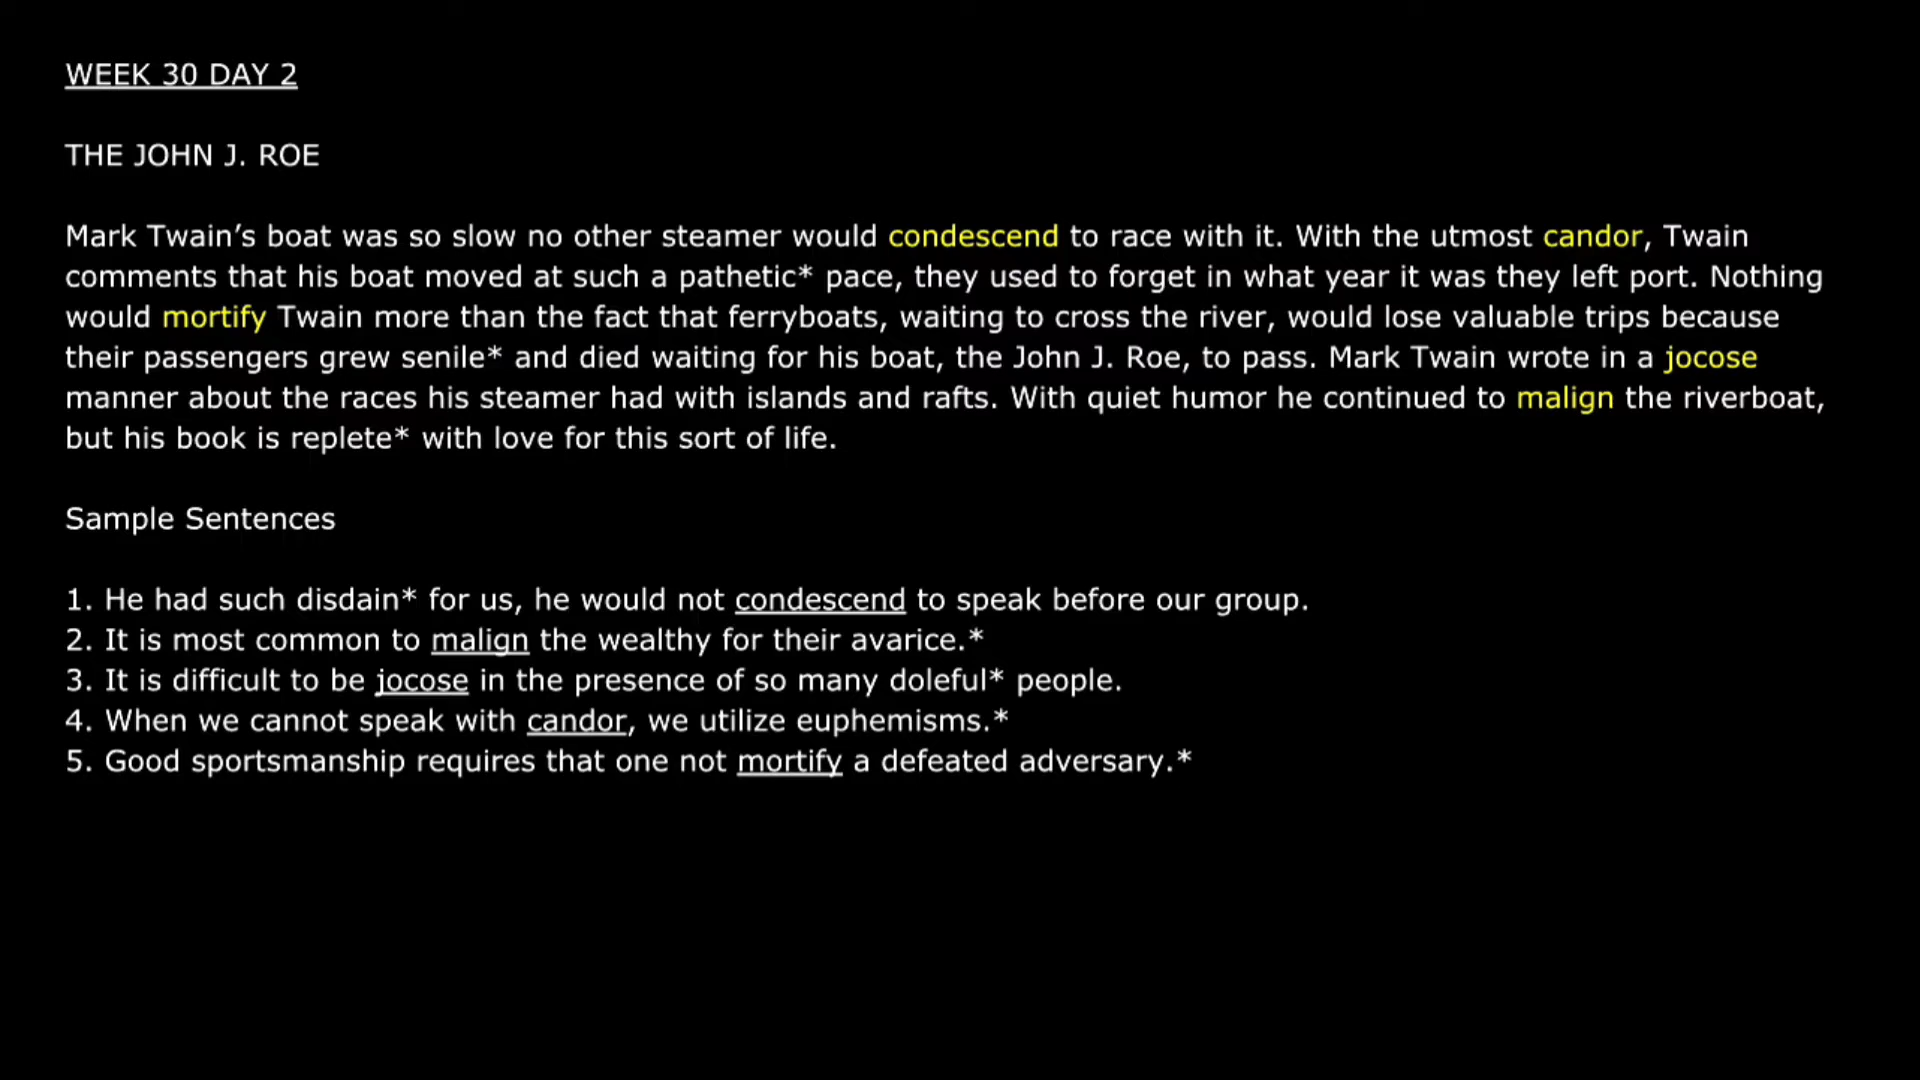 WEEK 30 DAY 2
THE JOHN J. ROE
Mark Twain’s boat was so slow no other steamer would condescend to race with it. With the utmost candor, Twain
comments that his boat moved at such a pathetic* pace, they used to forget in what year it was they left port. Nothing
would mortify Twain more than the fact that ferryboats, waiting to cross the river, would lose valuable trips because
their passengers grew senile* and died waiting for his boat, the John J. Roe, to pass. Mark Twain wrote in a jocose
manner about the races his steamer had with islands and rafts. With quiet humor he continued to malign the riverboat,
but his book is replete* with love for this sort of life.
Sample Sentences
1. He had such disdain* for us, he would not condescend to speak before our group.
2. It is most common to malign the wealthy for their avarice.*
3. It is difficult to be jocose in the presence of so many doleful* people.
4. When we cannot speak with candor, we utilize euphemisms.*
5. Good sportsmanship requires that one not mortify a defeated adversary.*